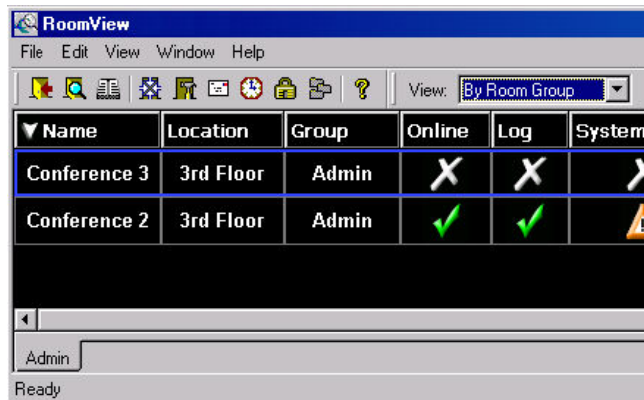 RoomView
File Edit View Window Help
View: By Room Group
Name Location Group Online Log System
Conference 3 3rd Floor Admin
Conference 2 3rd Floor Admin
Admin
Ready